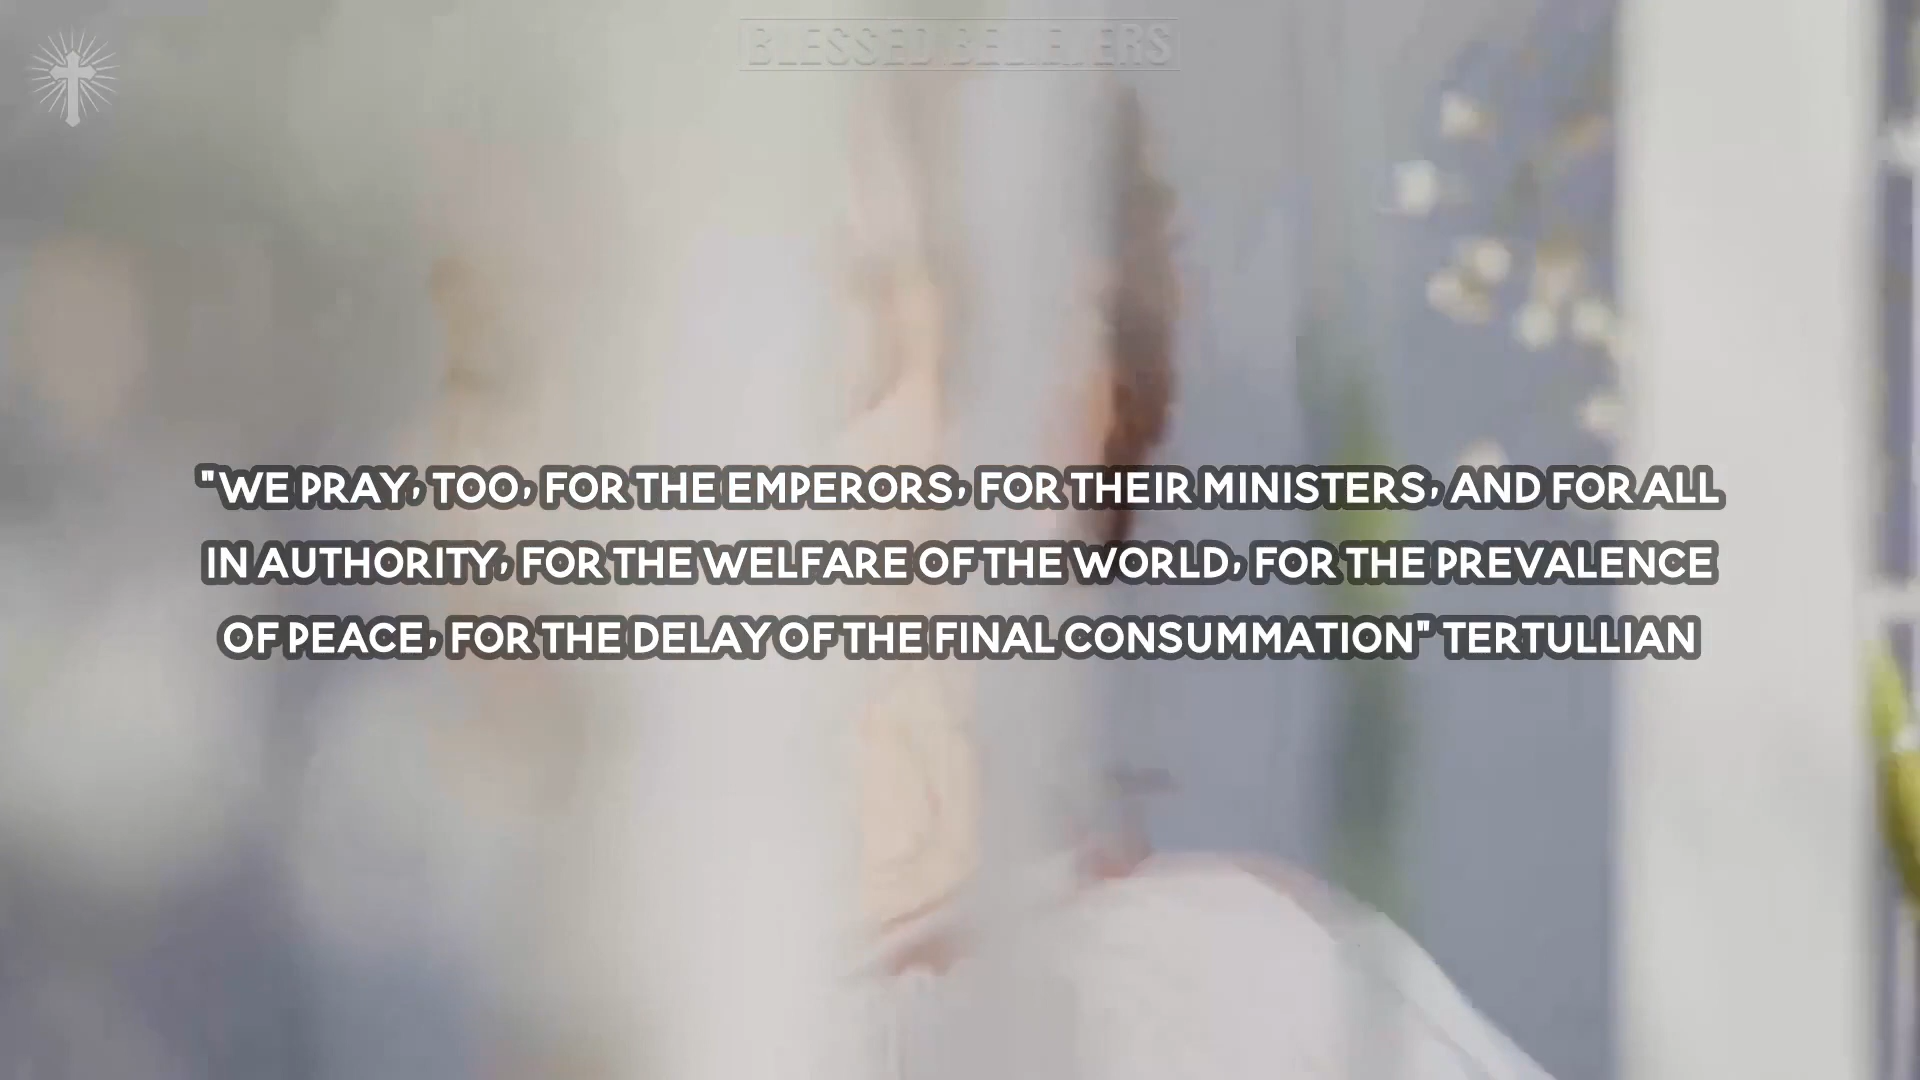 BLESSED BELIEVERS
"WE PRAY, TOO, FOR THE EMPERORS, FOR THEIR MINISTERS, AND FOR ALL
IN AUTHORITY, FOR THE WELFARE OF THE WORLD, FOR THE PREVALENCE
OF PEACE, FOR THE DELAY OF THE FINAL CONSUMMATION" TERTULLIAN